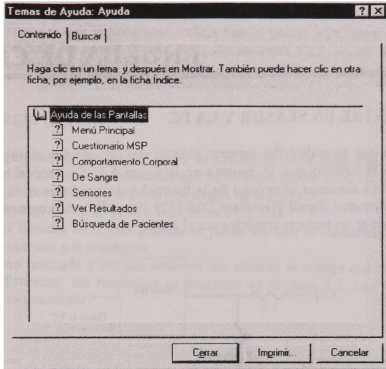 Temas de Ayuda: Ayuda
Contenido
Buscar
Haga clic en un tema y después en Mostrar. También puede hacer clic en otra
ficha, por ejemplo, en la ficha Índice.
Ayuda de las Pantallas
Menú Principal
Cuestionario MSP
Comportamiento Corporal
De Sangre
Sensores
Ver Resultados
Búsqueda de Pacientes
Cerrar
Imprimir...
Cancelar